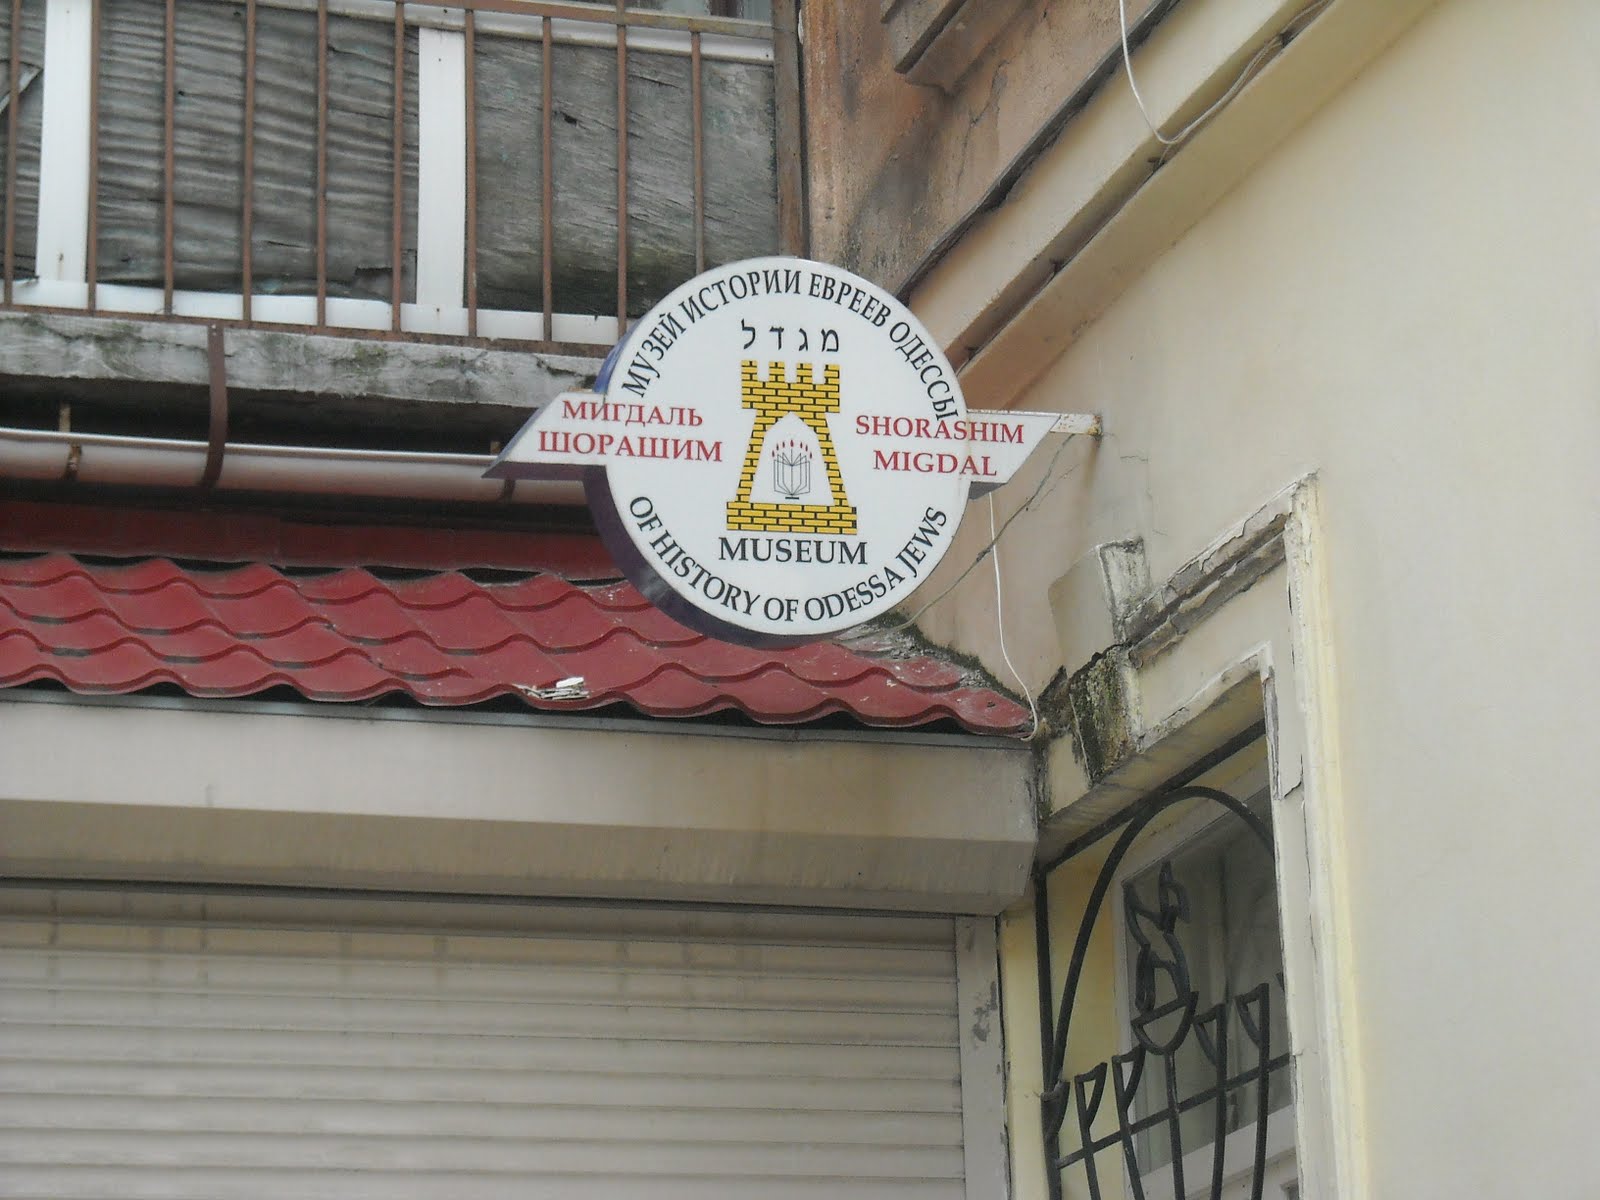 МУЗЕЙ ИСТОРИИ ЕВРЕЕВ ОДЕССЫ
מגדל
МИГДАЛЬ
ШОРАШИМ
SHORASHIM
MIGDAL
MUSEUM
OF HISTORY OF ODESSA JEWS